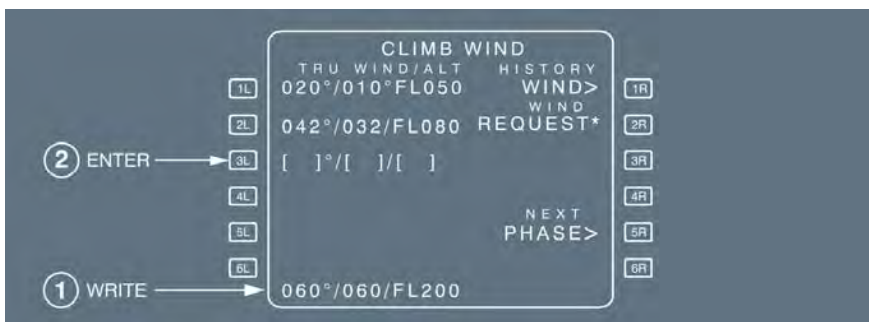 CLIMB WIND
TRU WIND/ALT HISTORY
1L 020°/010°FL050 WIND> 1R
WIND
2L 042°/032/FL080 REQUEST* 2R
2 ENTER 3L [ ]°/[ ]/[ ] 3R
4L 4R
NEXT
5L PHASE> 5R
6L 6R
1 WRITE 060°/060/FL200